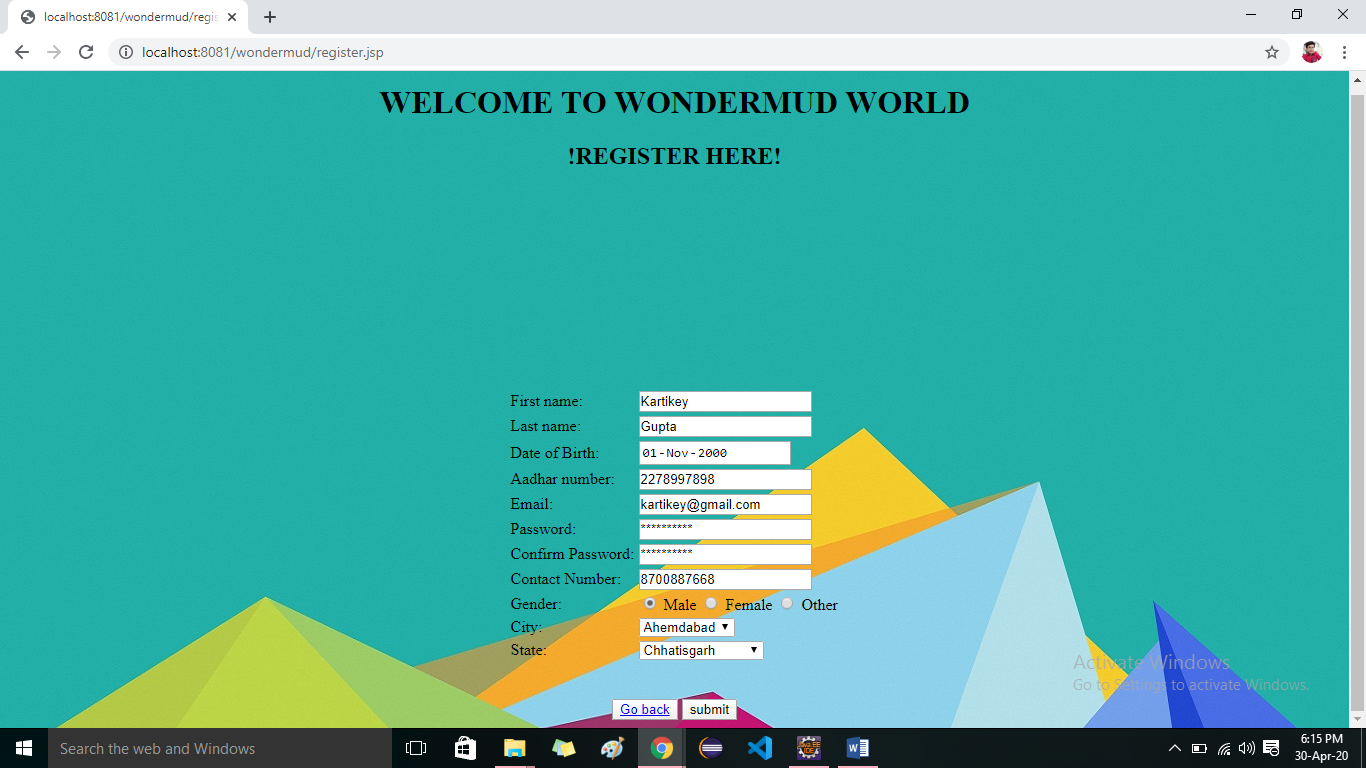 localhost:8081/wondermud/regis
localhost:8081/wondermud/register.jsp
WELCOME TO WONDERMUD WORLD
!REGISTER HERE!
First name: Kartikey
Last name: Gupta
Date of Birth: 01-Nov-2000
Aadhar number: 2278997898
Email: kartikey@gmail.com
Password: **********
Confirm Password: **********
Contact Number: 8700887668
Gender: Male Female Other
City: Ahemdabad
State: Chhatisgarh
Go back submit
Activate Windows
Go to Settings to activate Windows.
Search the web and Windows
Java EE
IDE
6:15 PM
30-Apr-20